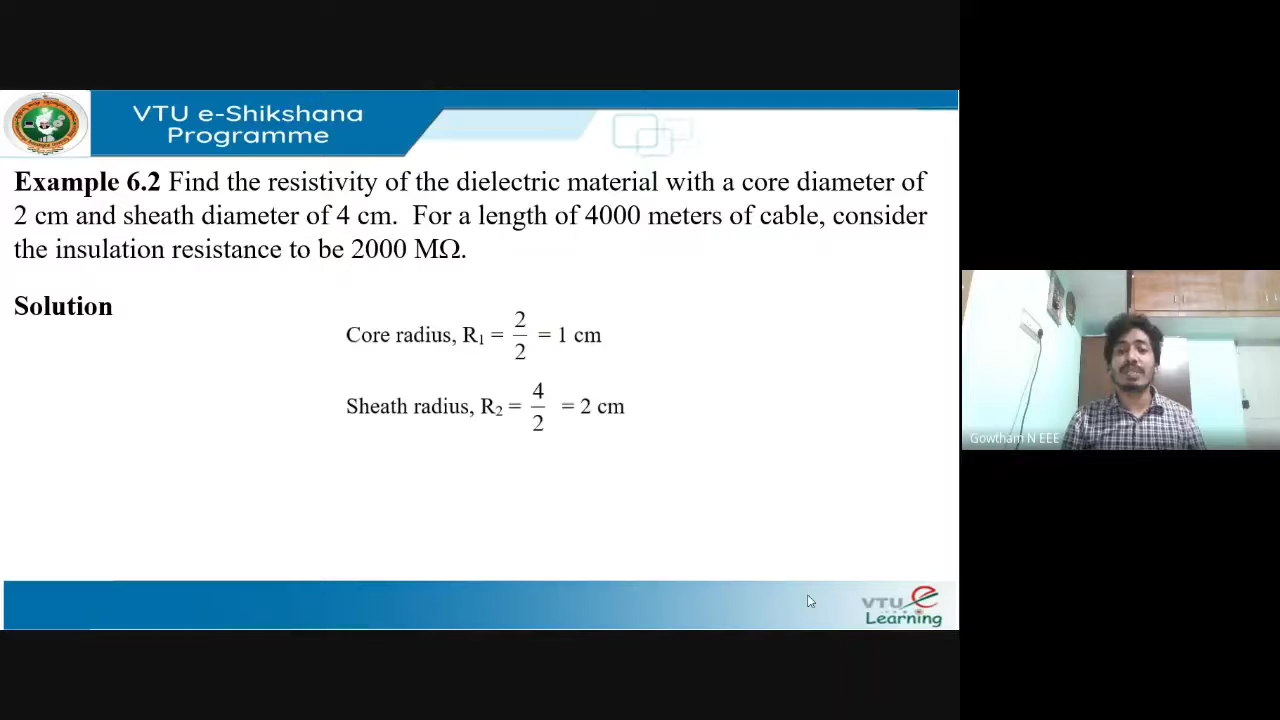 VTU e-Shikshana
Programme
Example 6.2 Find the resistivity of the dielectric material with a core diameter of
2 cm and sheath diameter of 4 cm. For a length of 4000 meters of cable, consider
the insulation resistance to be 2000 MΩ.
Solution
Core radius, R₁ = 2/2 = 1 cm
Sheath radius, R₂ = 4/2 = 2 cm
Gowtham N EEE
VTU e
Learning